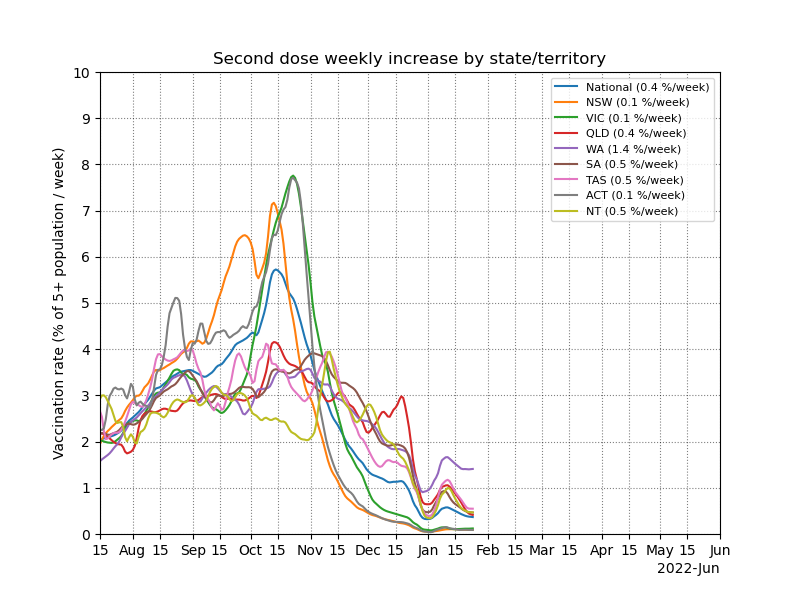 Second dose weekly increase by state/territory
Vaccination rate (% of 5+ population / week)
10
9
8
7
6
5
4
3
2
1
0
National (0.4 %/week)
NSW (0.1 %/week)
VIC (0.1 %/week)
QLD (0.4 %/week)
WA (1.4 %/week)
SA (0.5 %/week)
TAS (0.5 %/week)
ACT (0.1 %/week)
NT (0.5 %/week)
15 Aug 15 Sep 15 Oct 15 Nov 15 Dec 15 Jan 15 Feb 15 Mar 15 Apr 15 May 15 Jun
2022-Jun